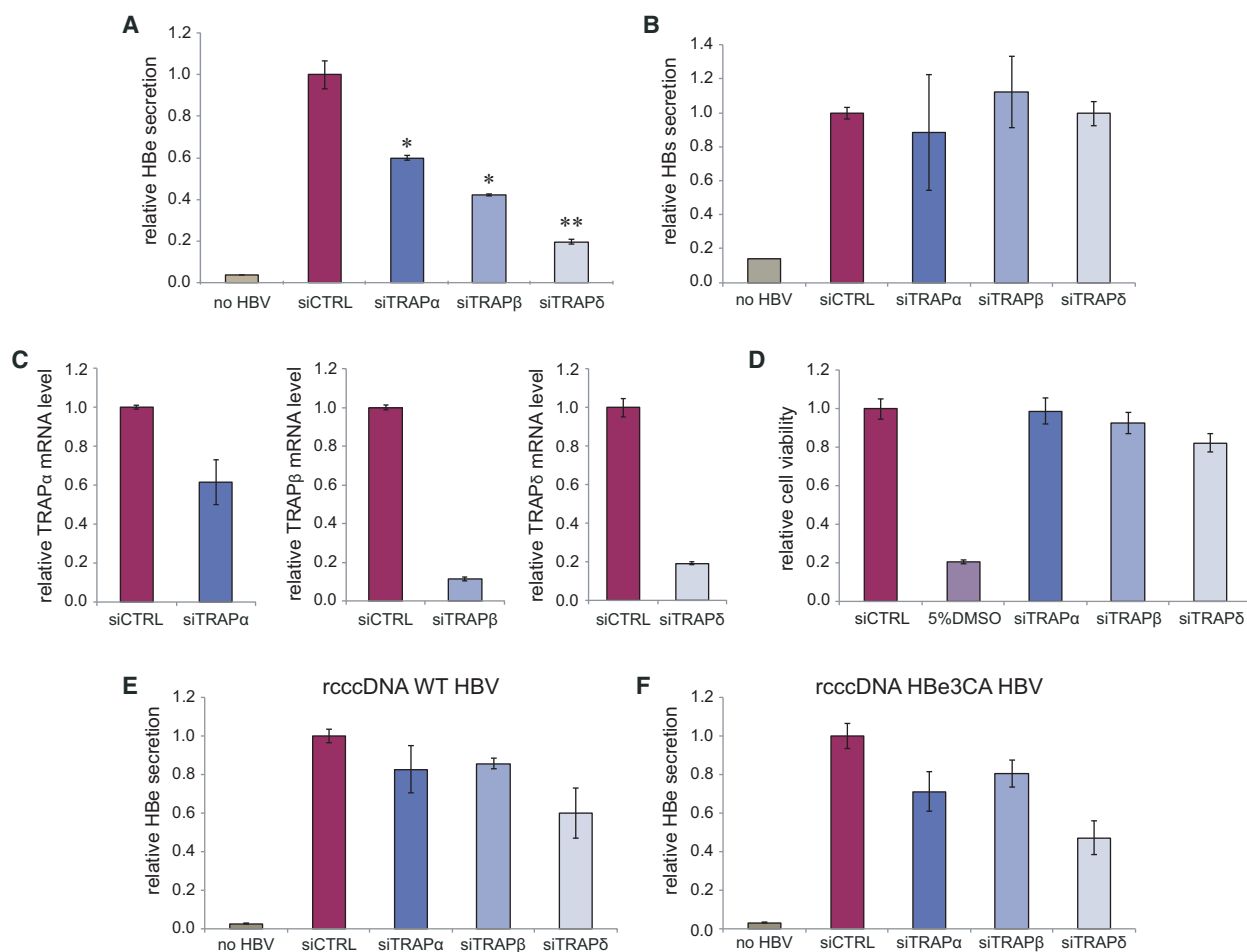 A
relative HBe secretion
1.2
1.0
0.8
0.6
0.4
0.2
0.0
*
*
**
no HBV siCTRL siTRAPα siTRAPβ siTRAPδ
B
relative HBs secretion
1.4
1.2
1.0
0.8
0.6
0.4
0.2
0.0
no HBV siCTRL siTRAPα siTRAPβ siTRAPδ
C
relative TRAPα mRNA level
1.2
1.0
0.8
0.6
0.4
0.2
0.0
siCTRL siTRAPα
relative TRAPβ mRNA level
1.2
1.0
0.8
0.6
0.4
0.2
0.0
siCTRL siTRAPβ
relative TRAPδ mRNA level
1.2
1.0
0.8
0.6
0.4
0.2
0.0
siCTRL siTRAPδ
D
relative cell viability
1.2
1.0
0.8
0.6
0.4
0.2
0.0
siCTRL 5%DMSO siTRAPα siTRAPβ siTRAPδ
E
rcccDNA WT HBV
relative HBe secretion
1.2
1.0
0.8
0.6
0.4
0.2
0.0
no HBV siCTRL siTRAPα siTRAPβ siTRAPδ
F
rcccDNA HBe3CA HBV
relative HBe secretion
1.2
1.0
0.8
0.6
0.4
0.2
0.0
no HBV siCTRL siTRAPα siTRAPβ siTRAPδ